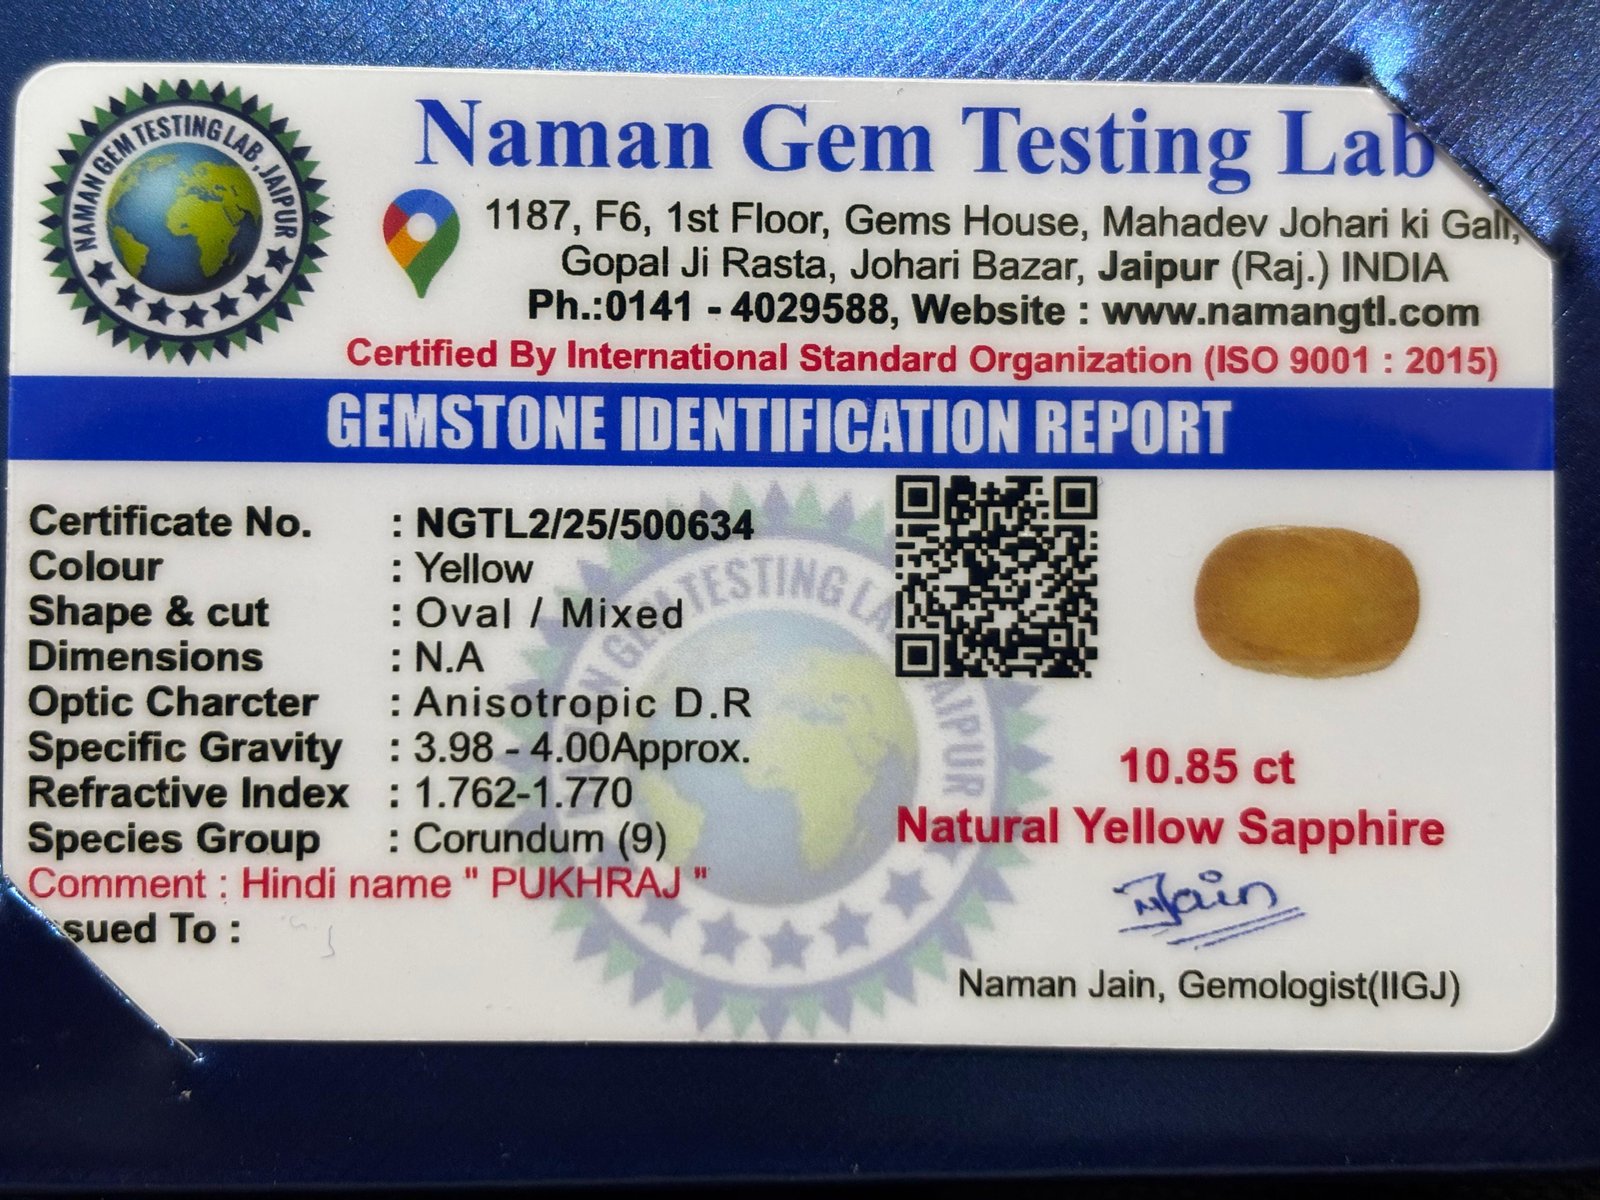 NAMAN GEM TESTING LAB, JAIPUR
Naman Gem Testing Lab
1187, F6, 1st Floor, Gems House, Mahadev Johari ki Gali,
Gopal Ji Rasta, Johari Bazar, Jaipur (Raj.) INDIA
Ph.:0141 - 4029588, Website : www.namangtl.com
Certified By International Standard Organization (ISO 9001 : 2015)
GEMSTONE IDENTIFICATION REPORT
Certificate No. : NGTL2/25/500634
Colour : Yellow
Shape & cut : Oval / Mixed
Dimensions : N.A
Optic Charcter : Anisotropic D.R
Specific Gravity : 3.98 - 4.00Approx.
Refractive Index : 1.762-1.770
Species Group : Corundum (9)
Comment : Hindi name " PUKHRAJ "
ssued To :
10.85 ct
Natural Yellow Sapphire
N Jain
Naman Jain, Gemologist(IIGJ)